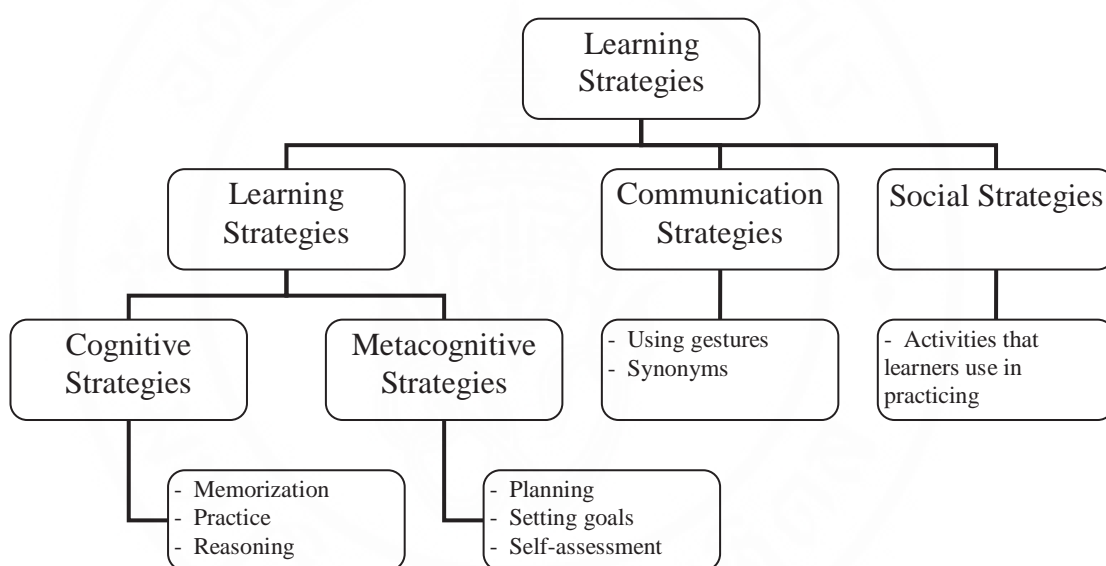 Learning
Strategies
Learning
Strategies
Communication
Strategies
Social Strategies
Cognitive
Strategies
Metacognitive
Strategies
- Using gestures
- Synonyms
- Activities that
learners use in
practicing
- Memorization
- Practice
- Reasoning
- Planning
- Setting goals
- Self-assessment